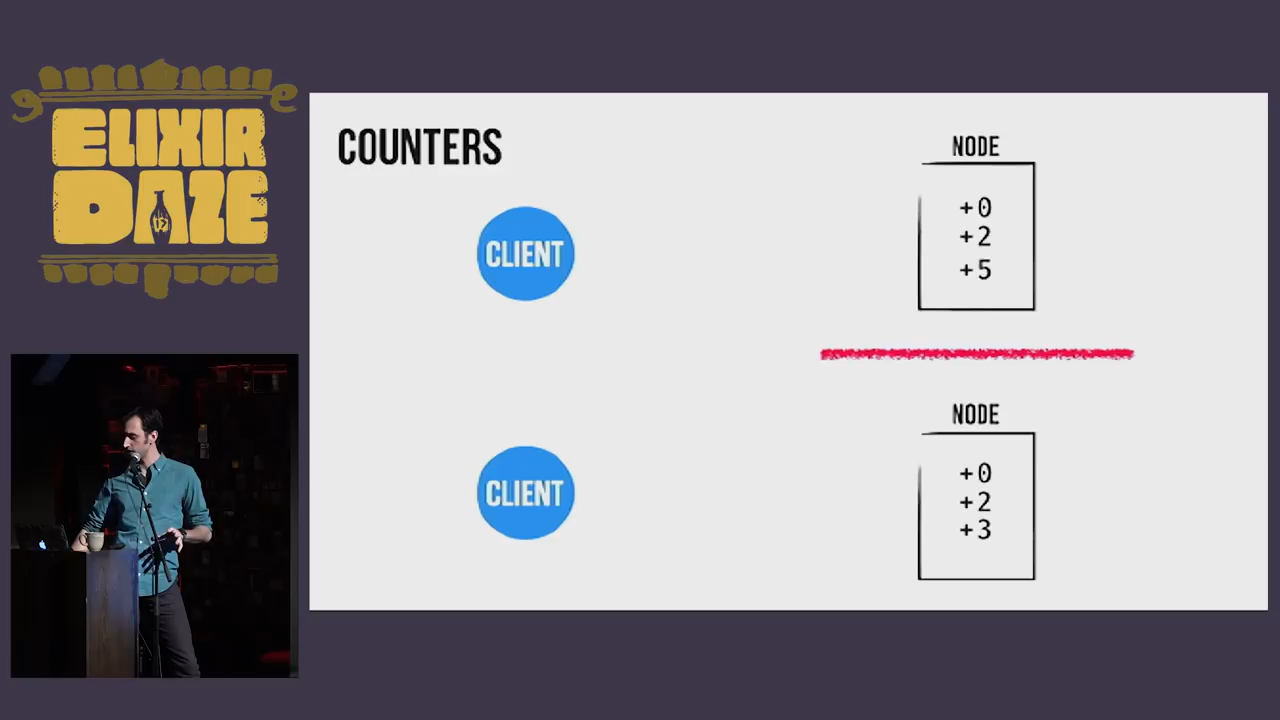 ELIXIR
DAZE
COUNTERS
NODE
CLIENT
+0
+2
+5
NODE
CLIENT
+0
+2
+3